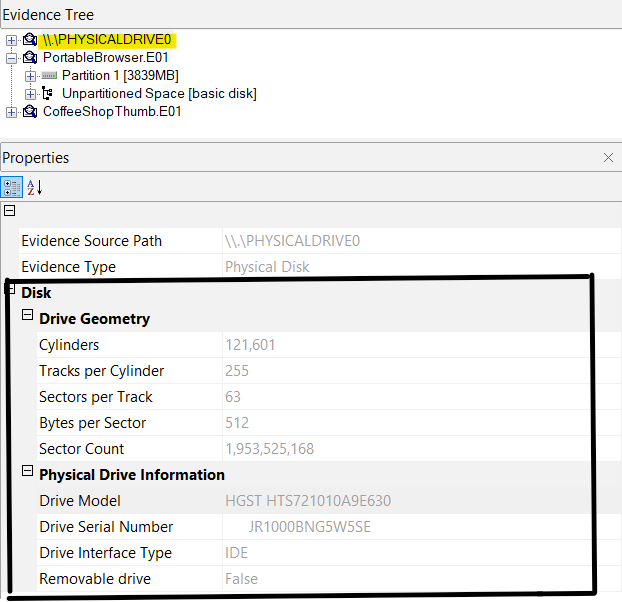 Evidence Tree
\\.\PHYSICALDRIVE0
PortableBrowser.E01
Partition 1 [3839MB]
Unpartitioned Space [basic disk]
CoffeeShopThumb.E01
Properties
A Z
Evidence Source Path \\.\PHYSICALDRIVE0
Evidence Type Physical Disk
Disk
Drive Geometry
Cylinders 121,601
Tracks per Cylinder 255
Sectors per Track 63
Bytes per Sector 512
Sector Count 1,953,525,168
Physical Drive Information
Drive Model HGST HTS721010A9E630
Drive Serial Number JR1000BNG5W5SE
Drive Interface Type IDE
Removable drive False